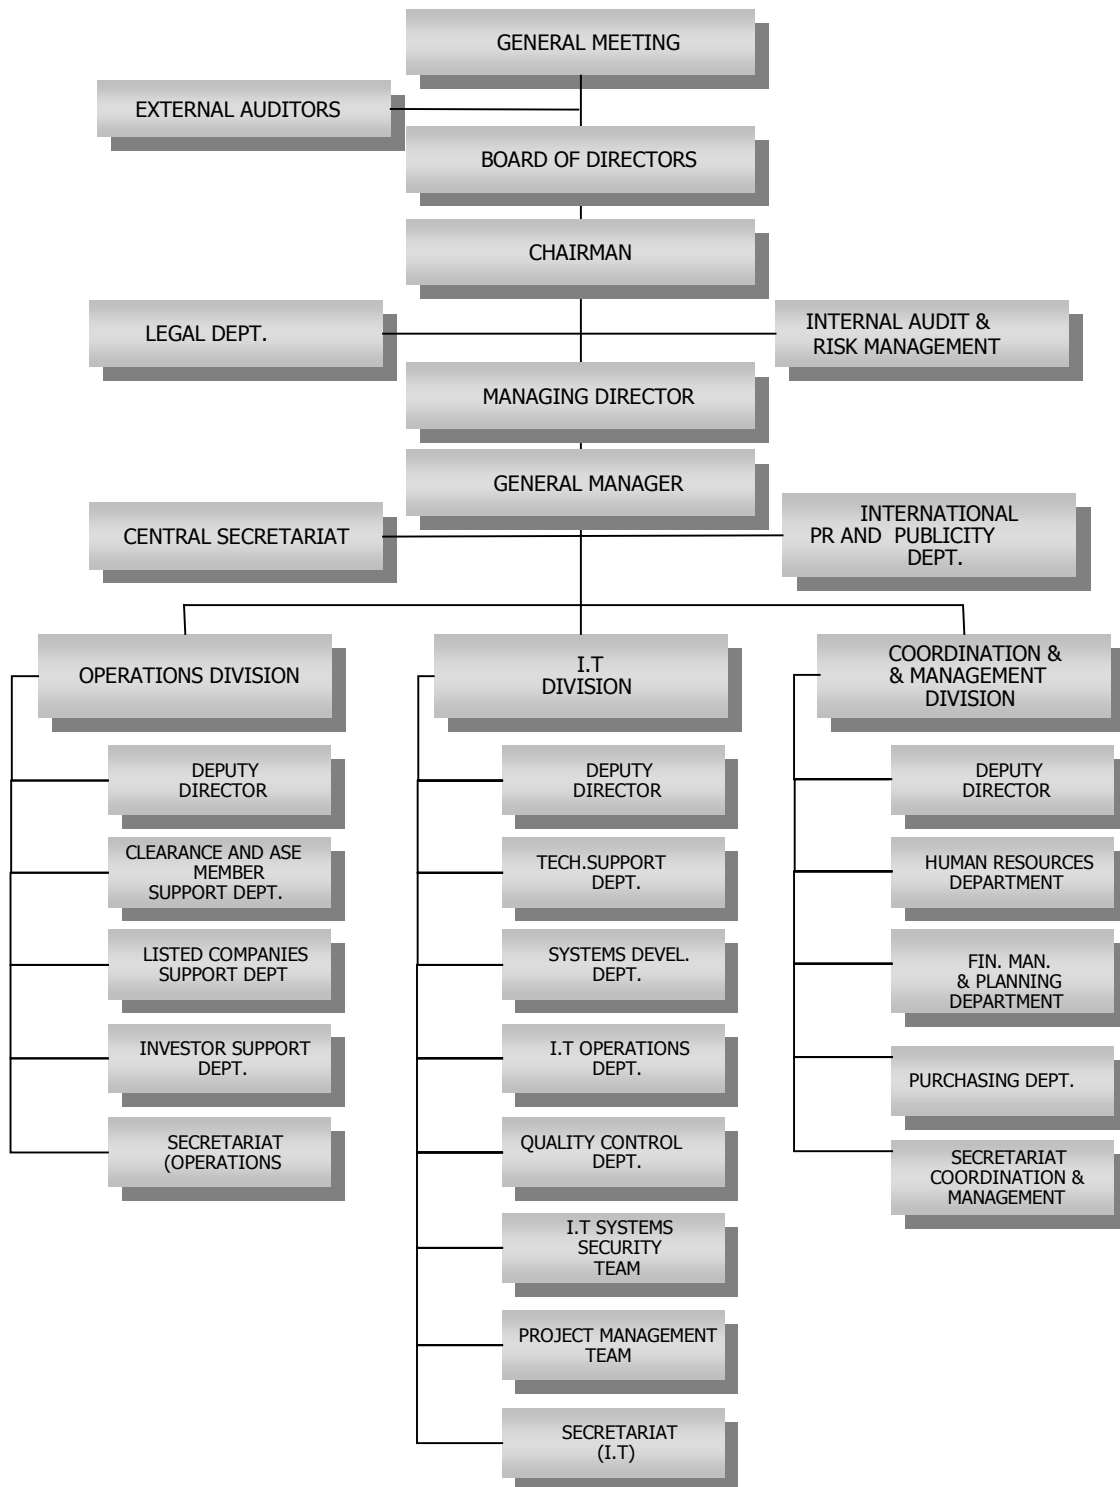 GENERAL MEETING
EXTERNAL AUDITORS
BOARD OF DIRECTORS
CHAIRMAN
LEGAL DEPT.
INTERNAL AUDIT &
RISK MANAGEMENT
MANAGING DIRECTOR
GENERAL MANAGER
CENTRAL SECRETARIAT
INTERNATIONAL
PR AND PUBLICITY
DEPT.
OPERATIONS DIVISION
I.T
DIVISION
COORDINATION &
& MANAGEMENT
DIVISION
DEPUTY
DIRECTOR
CLEARANCE AND ASE
MEMBER
SUPPORT DEPT.
LISTED COMPANIES
SUPPORT DEPT
INVESTOR SUPPORT
DEPT.
SECRETARIAT
(OPERATIONS
DEPUTY
DIRECTOR
TECH.SUPPORT
DEPT.
SYSTEMS DEVEL.
DEPT.
I.T OPERATIONS
DEPT.
QUALITY CONTROL
DEPT.
I.T SYSTEMS
SECURITY
TEAM
PROJECT MANAGEMENT
TEAM
SECRETARIAT
(I.T)
DEPUTY
DIRECTOR
HUMAN RESOURCES
DEPARTMENT
FIN. MAN.
& PLANNING
DEPARTMENT
PURCHASING DEPT.
SECRETARIAT
COORDINATION &
MANAGEMENT